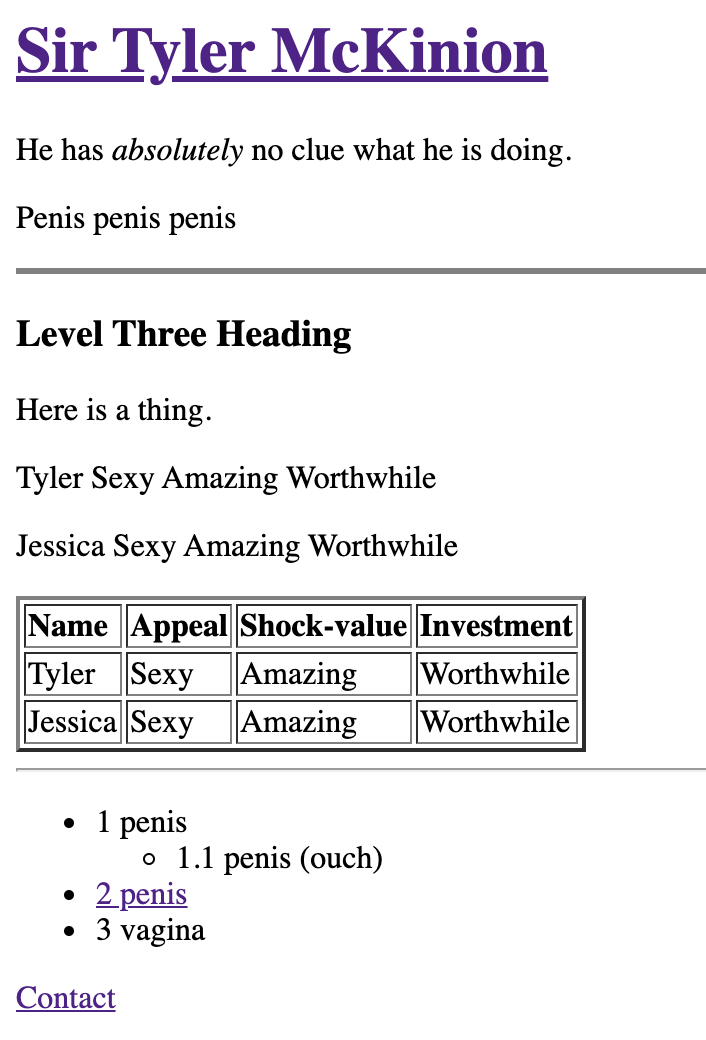 Sir Tyler McKinion
He has absolutely no clue what he is doing.
Penis penis penis
Level Three Heading
Here is a thing.
Tyler Sexy Amazing Worthwhile
Jessica Sexy Amazing Worthwhile
Name Appeal Shock-value Investment
Tyler Sexy Amazing Worthwhile
Jessica Sexy Amazing Worthwhile
1 penis
1.1 penis (ouch)
2 penis
3 vagina
Contact